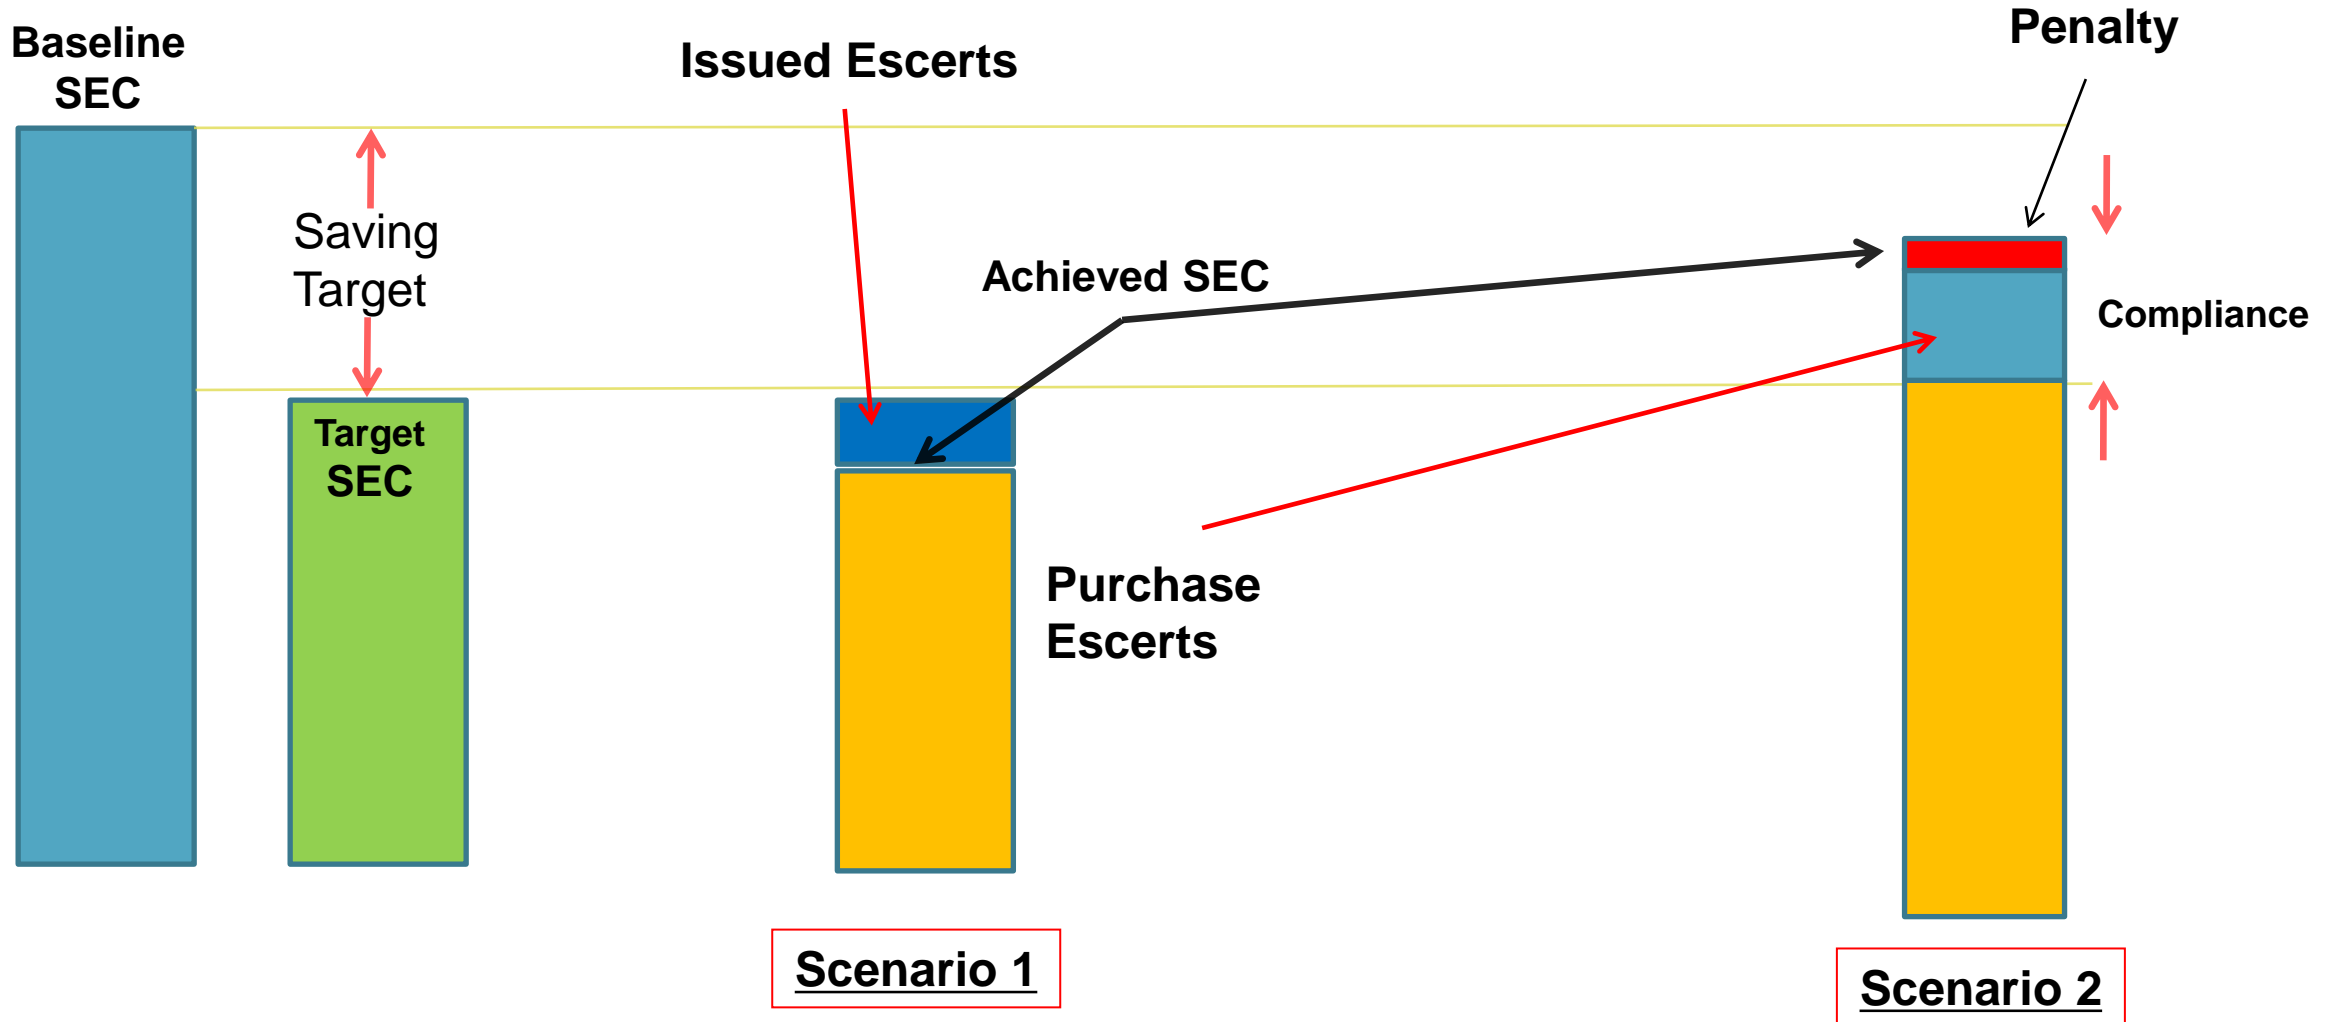 Baseline
SEC
Issued Escerts
Penalty
Saving
Target
Achieved SEC
Compliance
Target
SEC
Purchase
Escerts
Scenario 1
Scenario 2